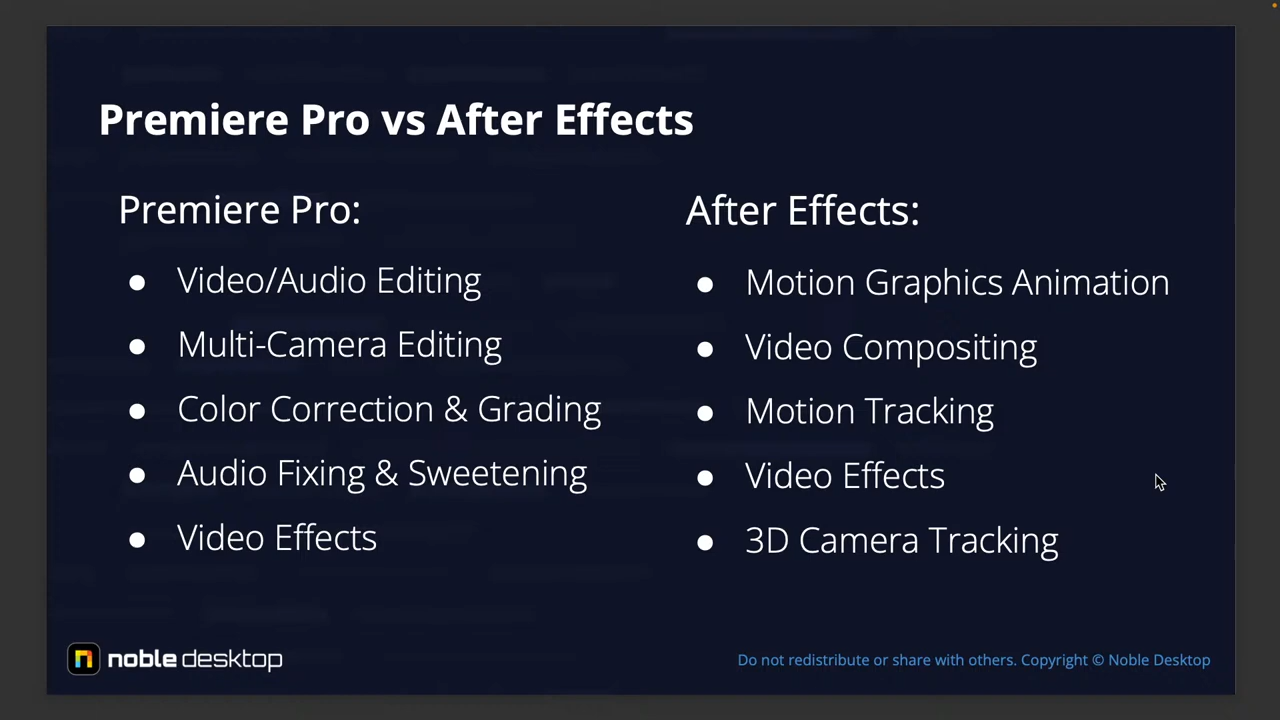 Premiere Pro vs After Effects
Premiere Pro:
● Video/Audio Editing
● Multi-Camera Editing
● Color Correction & Grading
● Audio Fixing & Sweetening
● Video Effects
After Effects:
● Motion Graphics Animation
● Video Compositing
● Motion Tracking
● Video Effects
● 3D Camera Tracking
noble desktop
Do not redistribute or share with others. Copyright © Noble Desktop